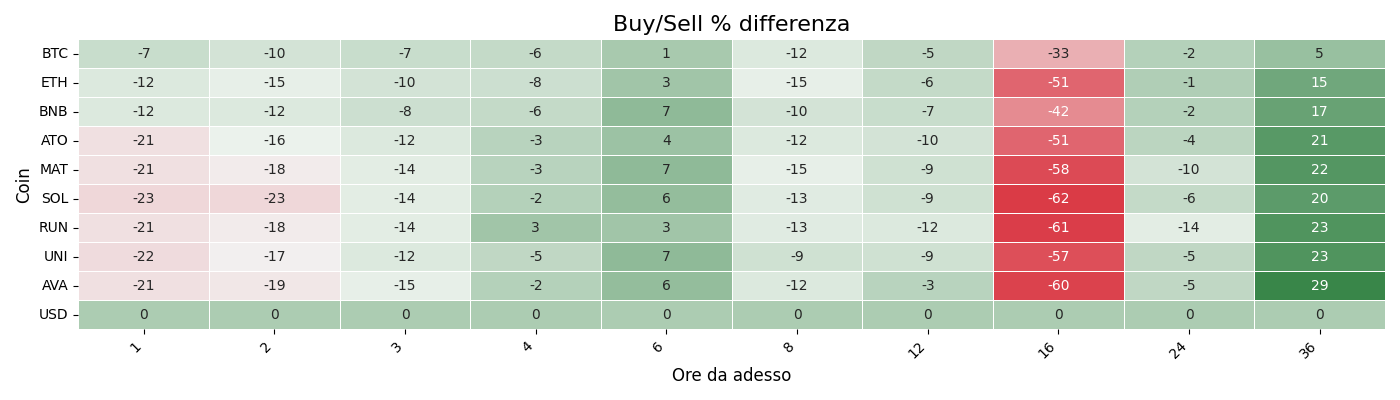 Buy/Sell % differenza
BTC -7 -10 -7 -6 1 -12 -5 -33 -2 5
ETH -12 -15 -10 -8 3 -15 -6 -51 -1 15
BNB -12 -12 -8 -6 7 -10 -7 -42 -2 17
ATO -21 -16 -12 -3 4 -12 -10 -51 -4 21
MAT -21 -18 -14 -3 7 -15 -9 -58 -10 22
SOL -23 -23 -14 -2 6 -13 -9 -62 -6 20
RUN -21 -18 -14 3 3 -13 -12 -61 -14 23
UNI -22 -17 -12 -5 7 -9 -9 -57 -5 23
AVA -21 -19 -15 -2 6 -12 -3 -60 -5 29
USD 0 0 0 0 0 0 0 0 0 0
Coin
1 2 3 4 6 8 12 16 24 36
Ore da adesso